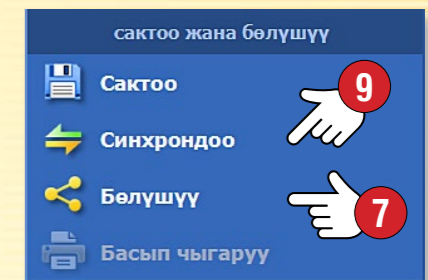 сактоо жана бөлүшүү
Сактоо
9
Синхрондоо
Бөлүшүү
7
Басып чыгаруу